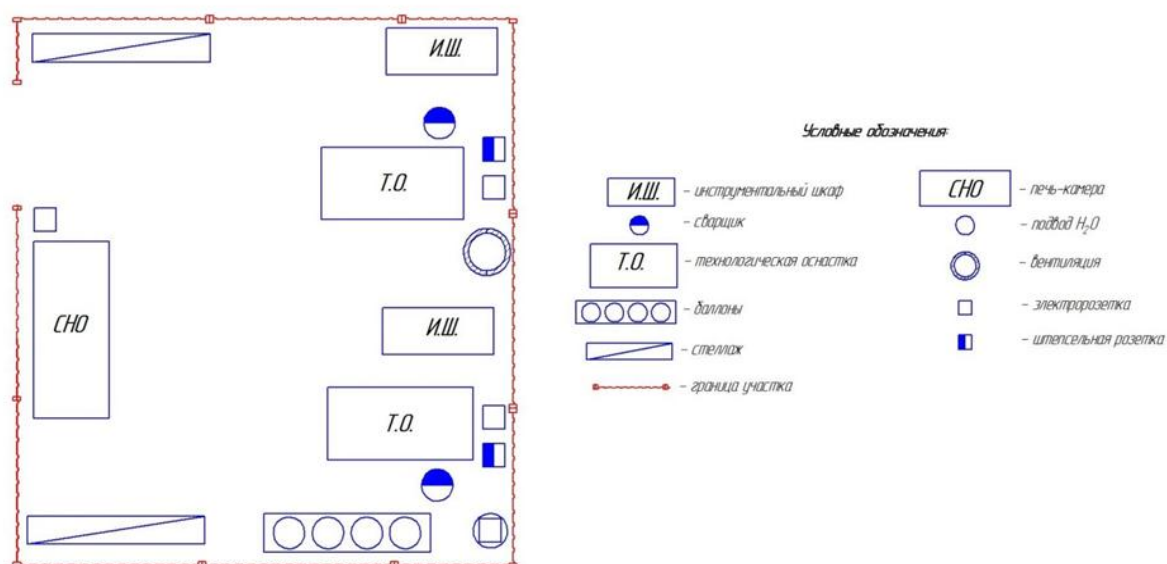 И.Ш.
Т.О.
СНО
И.Ш.
Т.О.
Условные обозначения:
И.Ш. - инструментальный шкаф
- сварщик
Т.О. - технологическая оснастка
- баллоны
- стеллаж
- граница участка
СНО - печь-камера
- подвод H₂O
- вентиляция
- электророзетка
- штепсельная розетка